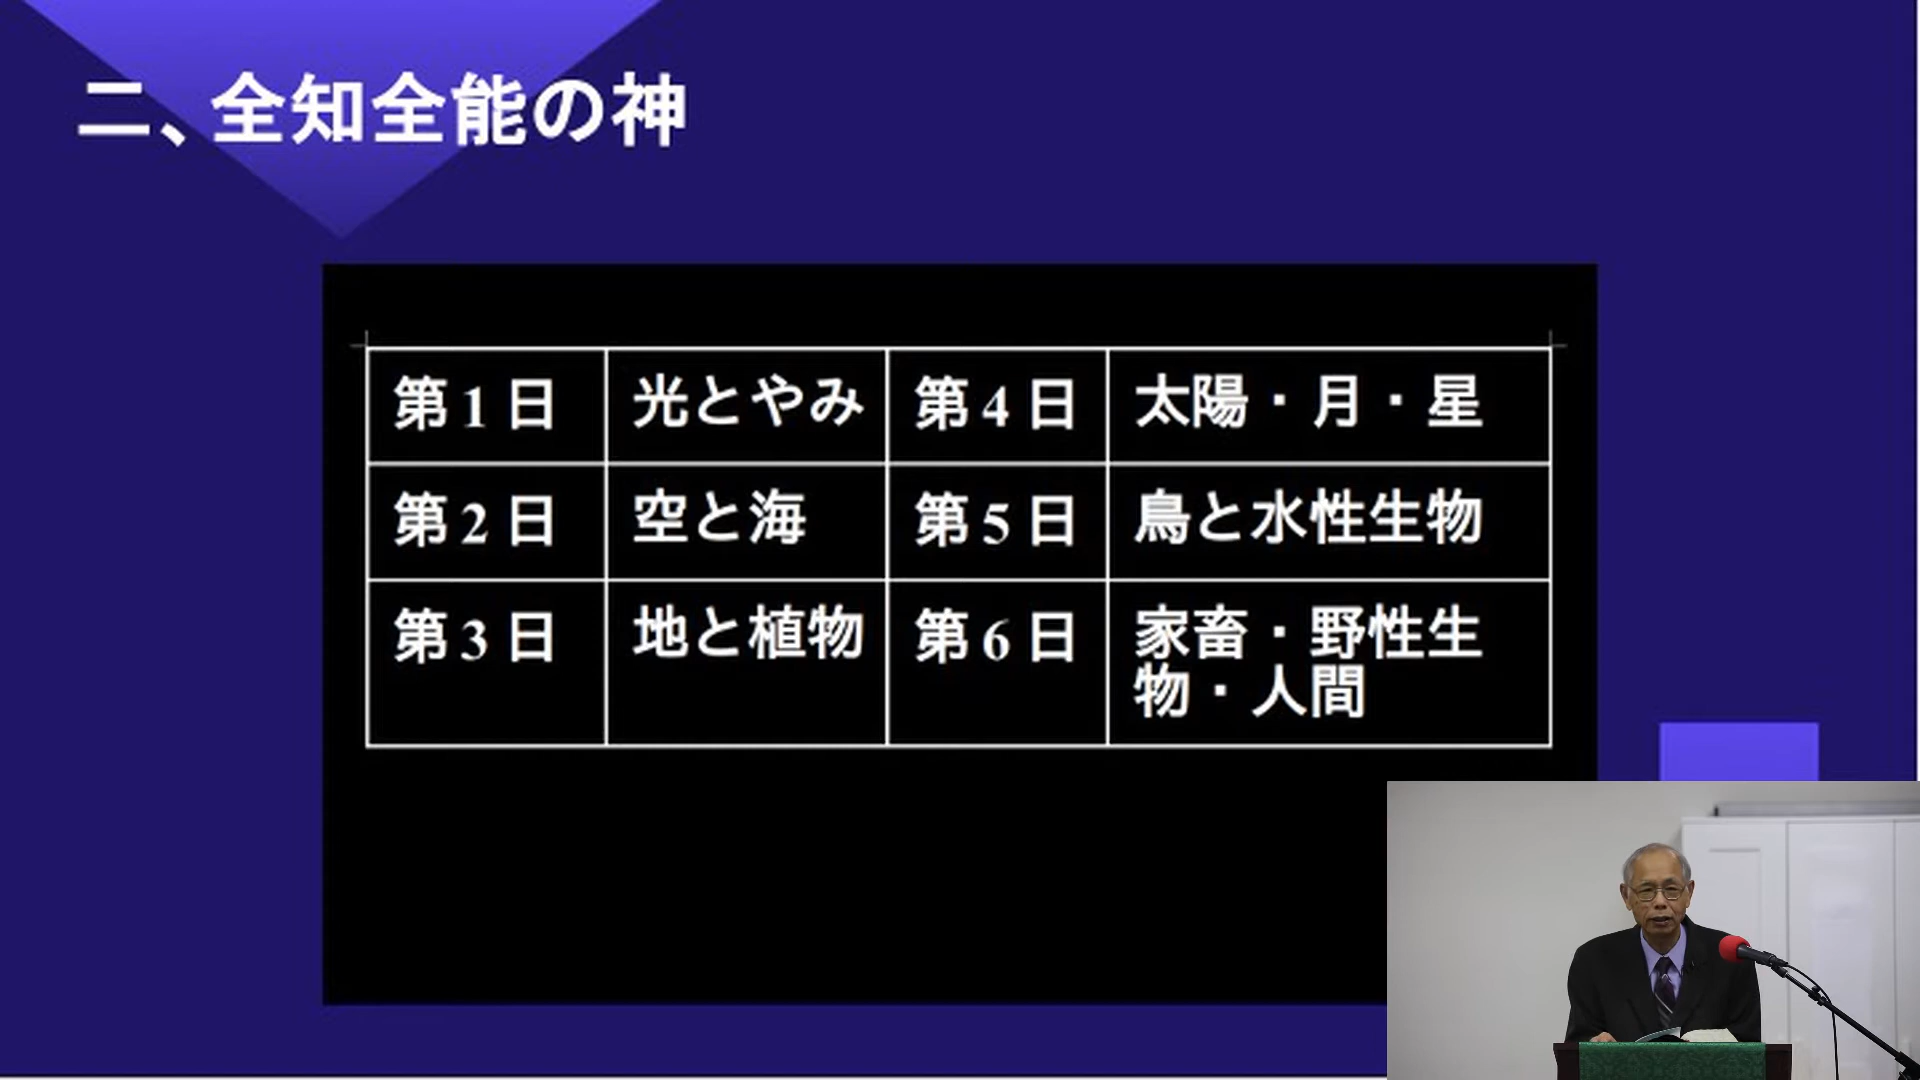 二、全知全能の神
第1日 光とやみ 第4日 太陽・月・星
第2日 空と海 第5日 鳥と水性生物
第3日 地と植物 第6日 家畜・野性生
物・人間